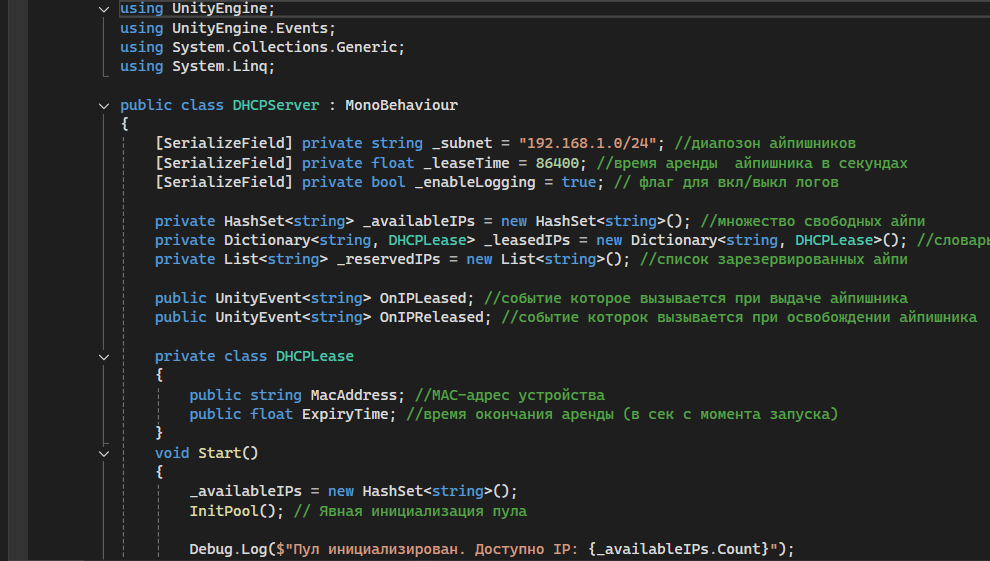 using UnityEngine;
using UnityEngine.Events;
using System.Collections.Generic;
using System.Linq;
public class DHCPServer : MonoBehaviour
{
[SerializeField] private string _subnet = "192.168.1.0/24"; //диапозон айпишников
[SerializeField] private float _leaseTime = 86400; //время аренды  айпишника в секундах
[SerializeField] private bool _enableLogging = true; // флаг для вкл/выкл логов
private HashSet<string> _availableIPs = new HashSet<string>(); //множество свободных айпи
private Dictionary<string, DHCPLease> _leasedIPs = new Dictionary<string, DHCPLease>(); //словарь
private List<string> _reservedIPs = new List<string>(); //список зарезервированных айпи
public UnityEvent<string> OnIPLeased; //событие которое вызывается при выдаче айпишника
public UnityEvent<string> OnIPReleased; //событие которок вызывается при освобождении айпишника
private class DHCPLease
{
public string MacAddress; //MAC-адрес устройства
public float ExpiryTime; //время окончания аренды (в сек с момента запуска)
}
void Start()
{
_availableIPs = new HashSet<string>();
InitPool(); // Явная инициализация пула
Debug.Log($"Пул инициализирован. Доступно IP: {_availableIPs.Count}");